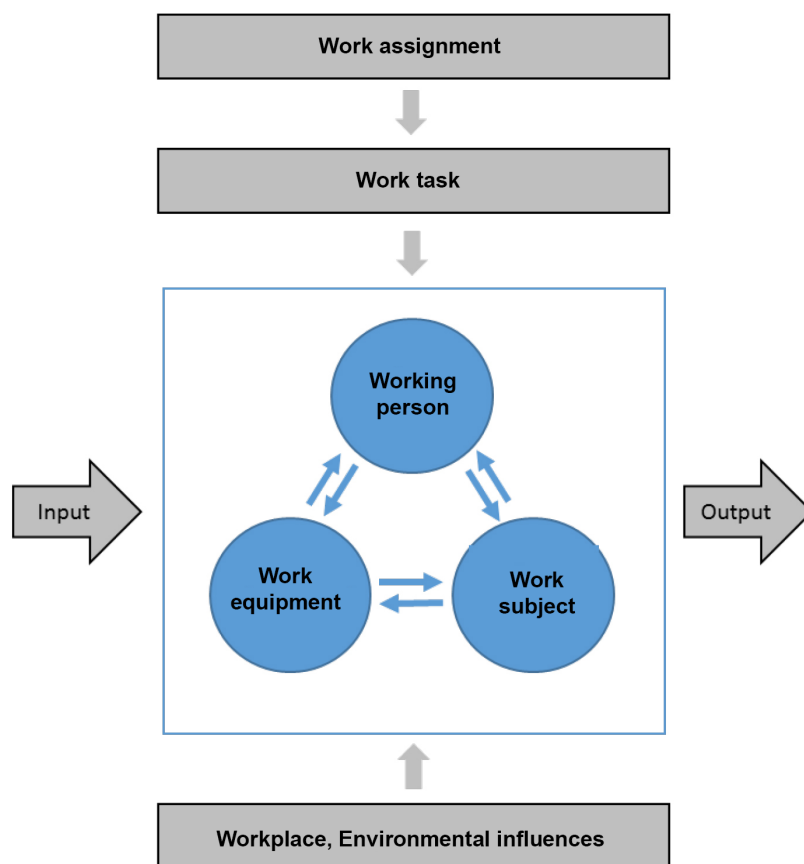 Work assignment
Work task
Working
person
Input
Output
Work
equipment
Work
subject
Workplace, Environmental influences